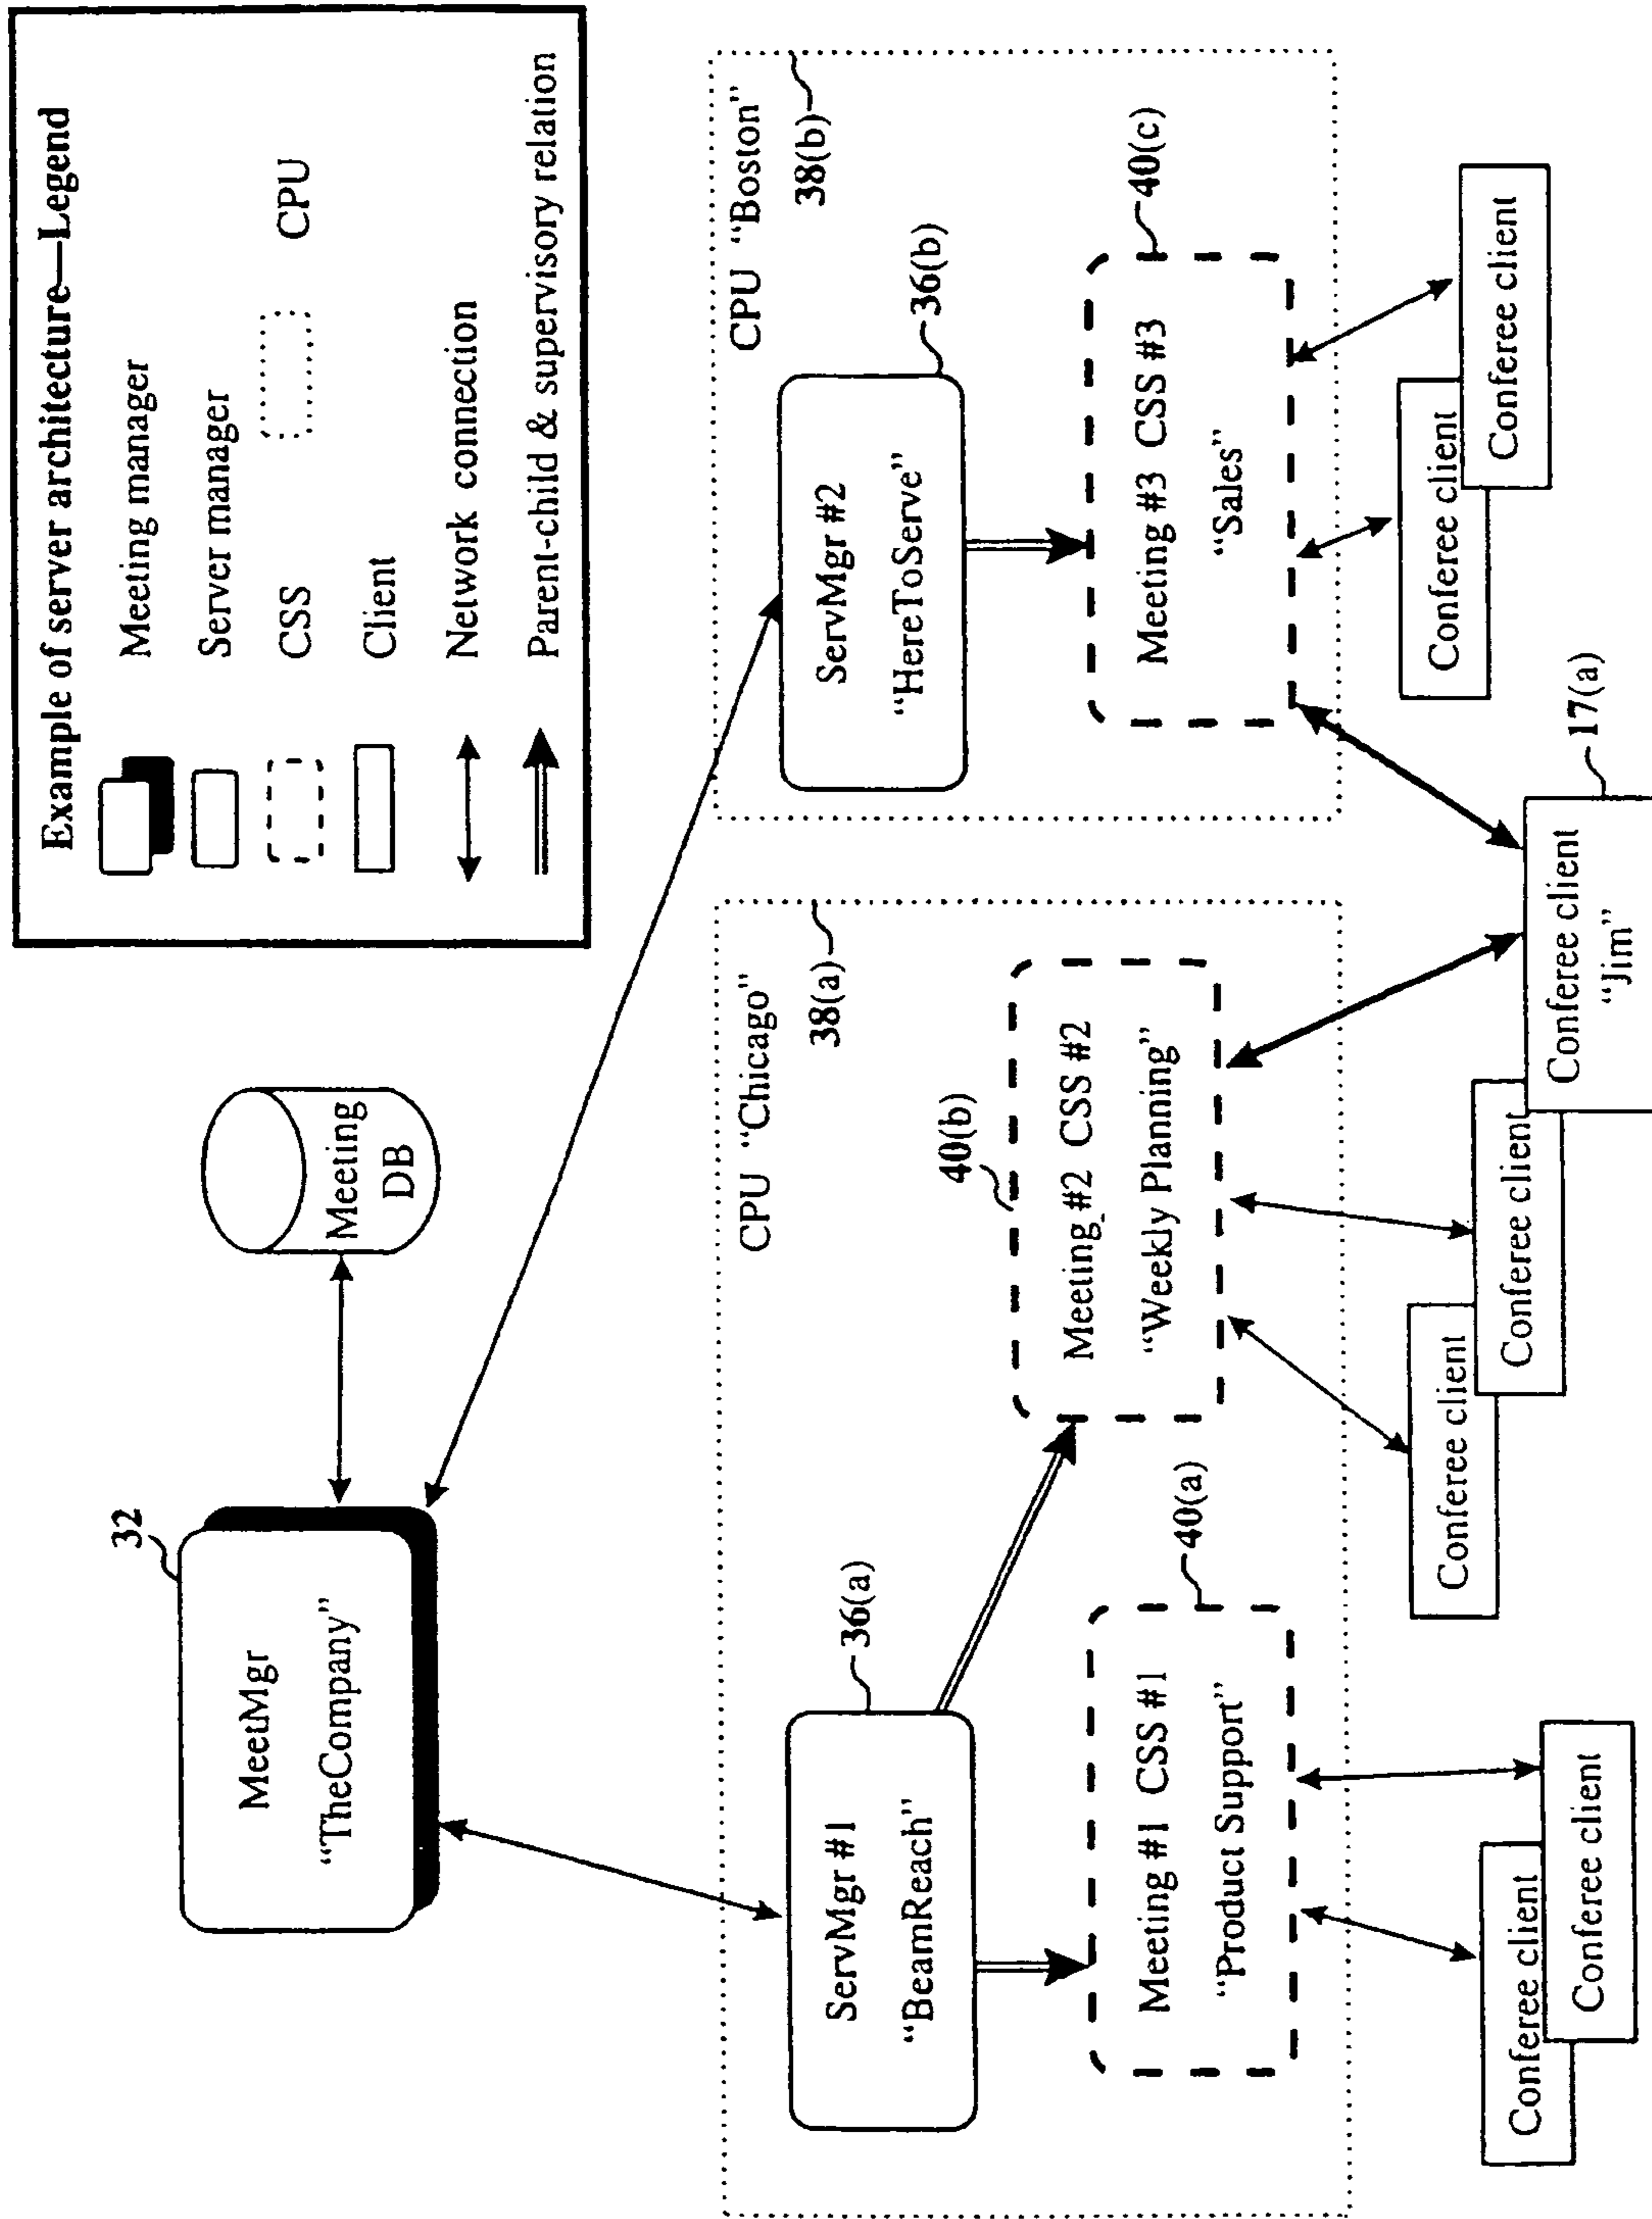 Example of server architecture—Legend
Meeting manager
Server manager
CSS
CPU
Client
Network connection
Parent-child & supervisory relation
32
MeetMgr
“TheCompany”
Meeting
DB
CPU “Chicago”
38(a)
36(a)
ServMgr #1
“BeamReach”
40(b)
Meeting #2 CSS #2
“Weekly Planning”
40(a)
Meeting #1 CSS #1
“Product Support”
CPU “Boston”
38(b)
ServMgr #2
“HereToServe”
36(b)
40(c)
Meeting #3 CSS #3
“Sales”
Conferee client
Conferee client
Conferee client
Conferee client
Conferee client
“Jim”
17(a)
Conferee client
Conferee client